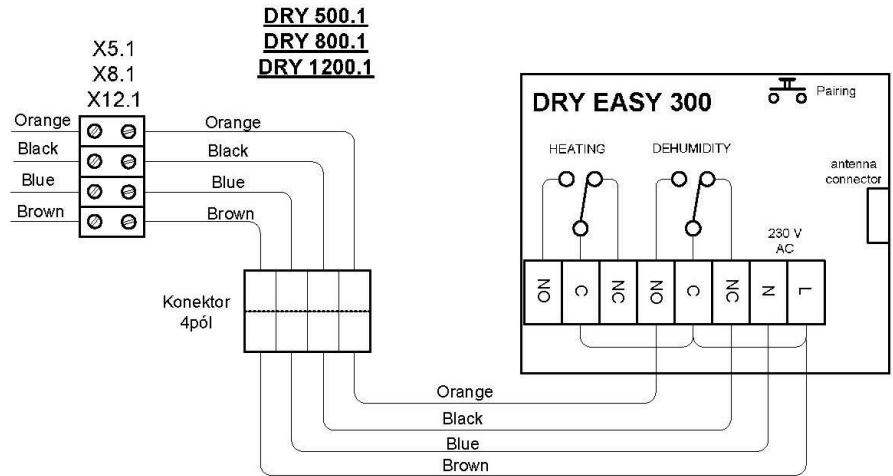 DRY 500.1
DRY 800.1
DRY 1200.1
X5.1
X8.1
X12.1
Orange
Orange
Black
Black
Blue
Blue
Brown
Brown
DRY EASY 300
Pairing
HEATING
DEHUMIDITY
antenna
connector
230 V
AC
NO
C
NC
NO
C
NC
N
L
Konektor
4pól
Orange
Black
Blue
Brown